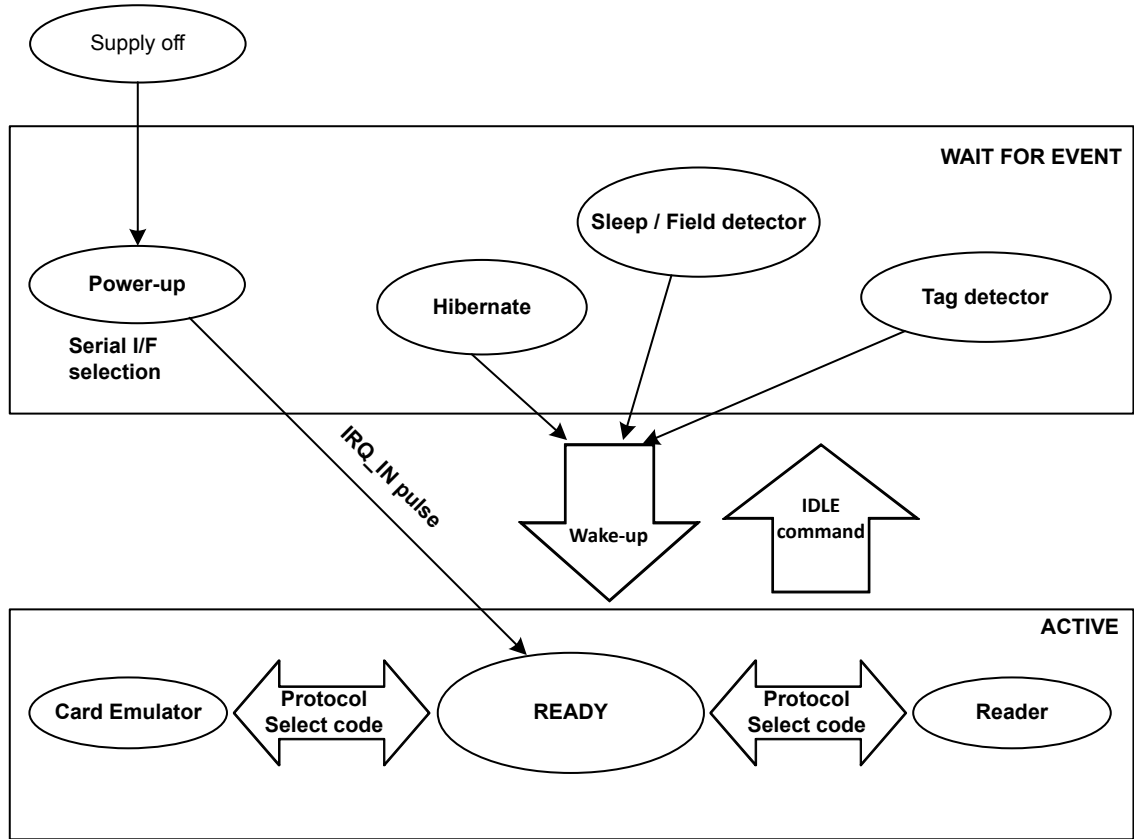 Supply off
WAIT FOR EVENT
Sleep / Field detector
Power-up
Hibernate
Tag detector
Serial I/F
selection
IRQ_IN pulse
Wake-up
IDLE
command
ACTIVE
Card Emulator
Protocol
Select code
READY
Protocol
Select code
Reader